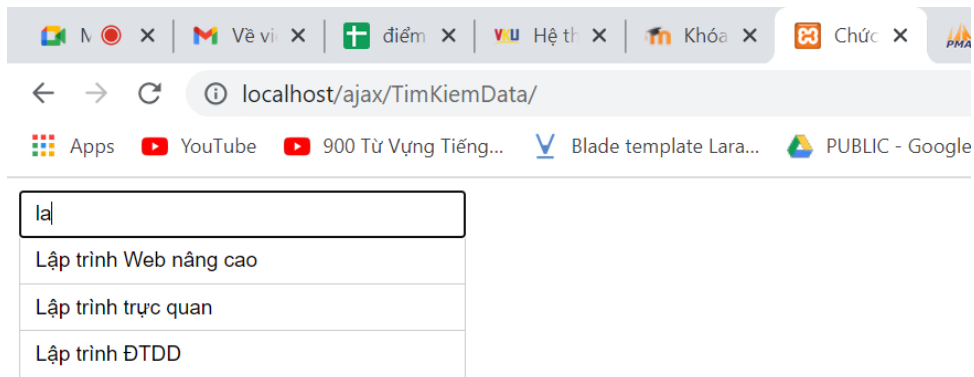 M Về vi điểm VKU Hệ th Khóa Chức PMA
localhost/ajax/TimKiemData/
Apps YouTube 900 Từ Vựng Tiếng... Blade template Lara... PUBLIC - Google
la
Lập trình Web nâng cao
Lập trình trực quan
Lập trình ĐTDD